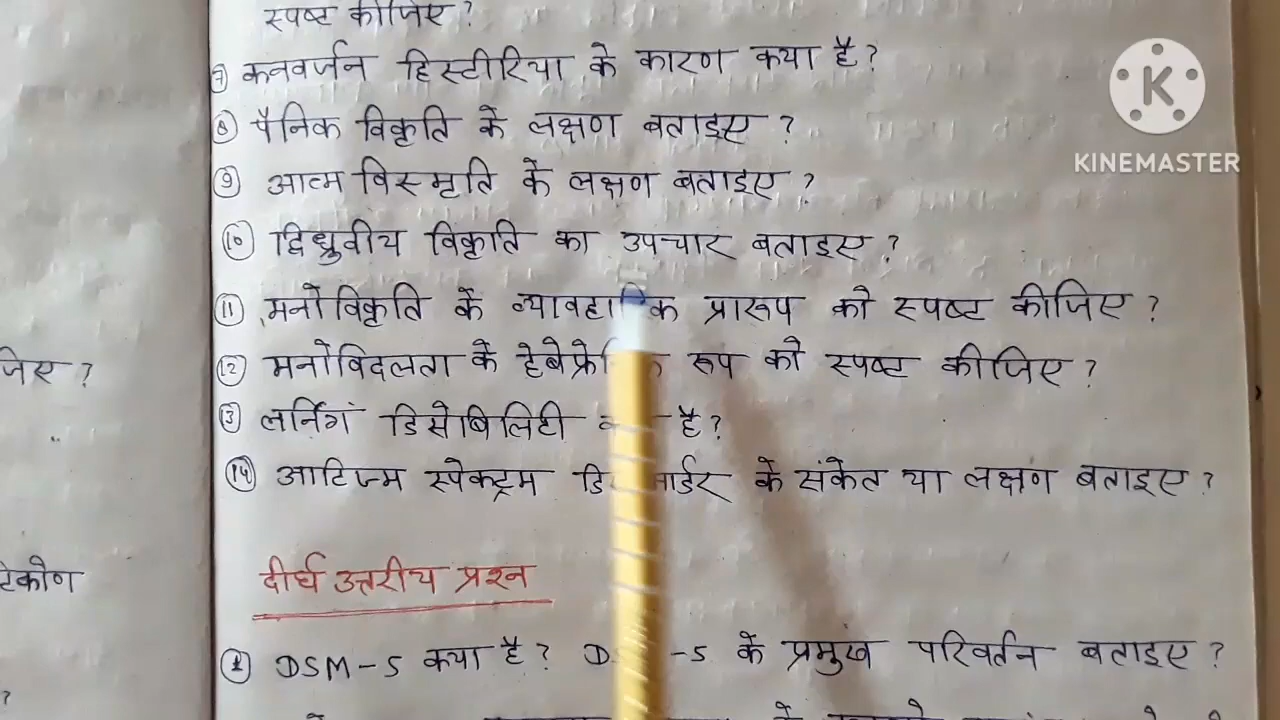 स्पष्ट कीजिए ?
7 कनवर्जन हिस्टीरिया के कारण क्या है ?
8 पैनिक विकृति के लक्षण बताइए ?
9 आत्म विस्मृति के लक्षण बताइए ?
10 द्विध्रुवीय विकृति का उपचार बताइए ?
11 मनोविकृति के व्यावहारिक प्रारूप को स्पष्ट कीजिए ?
12 मनोविदलता के हेबेफ्रे रूप को स्पष्ट कीजिए ?
जिए ?
13 लर्निंग डिसेबिलिटी है ?
14 आटिज्म स्पेक्ट्रम डि र्डर के संकेत या लक्षण बताइए ?
दीर्घ उत्तरीय प्रश्न
1 DSM-5 क्या है ? D -5 के प्रमुख परिवर्तन बताइए ?
K
KINEMASTER